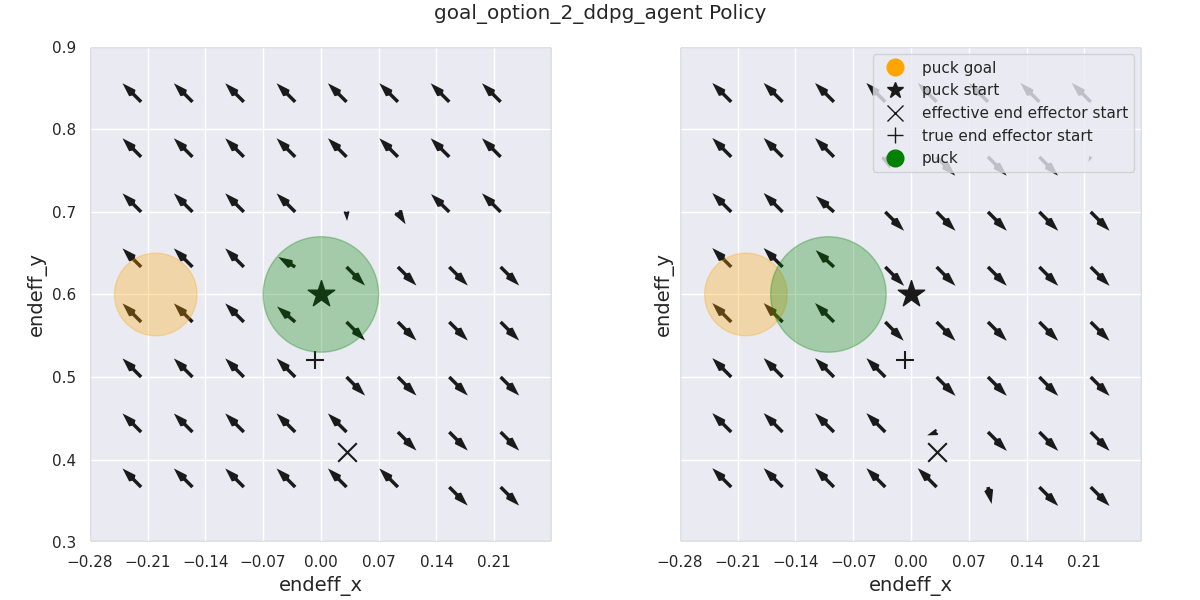 goal_option_2_ddpg_agent Policy
0.9
0.8
0.7
0.6
0.5
0.4
0.3
endeff_y
−0.28 −0.21 −0.14 −0.07 0.00 0.07 0.14 0.21
endeff_x
puck goal
puck start
effective end effector start
true end effector start
puck
endeff_y
−0.28 −0.21 −0.14 −0.07 0.00 0.07 0.14 0.21
endeff_x